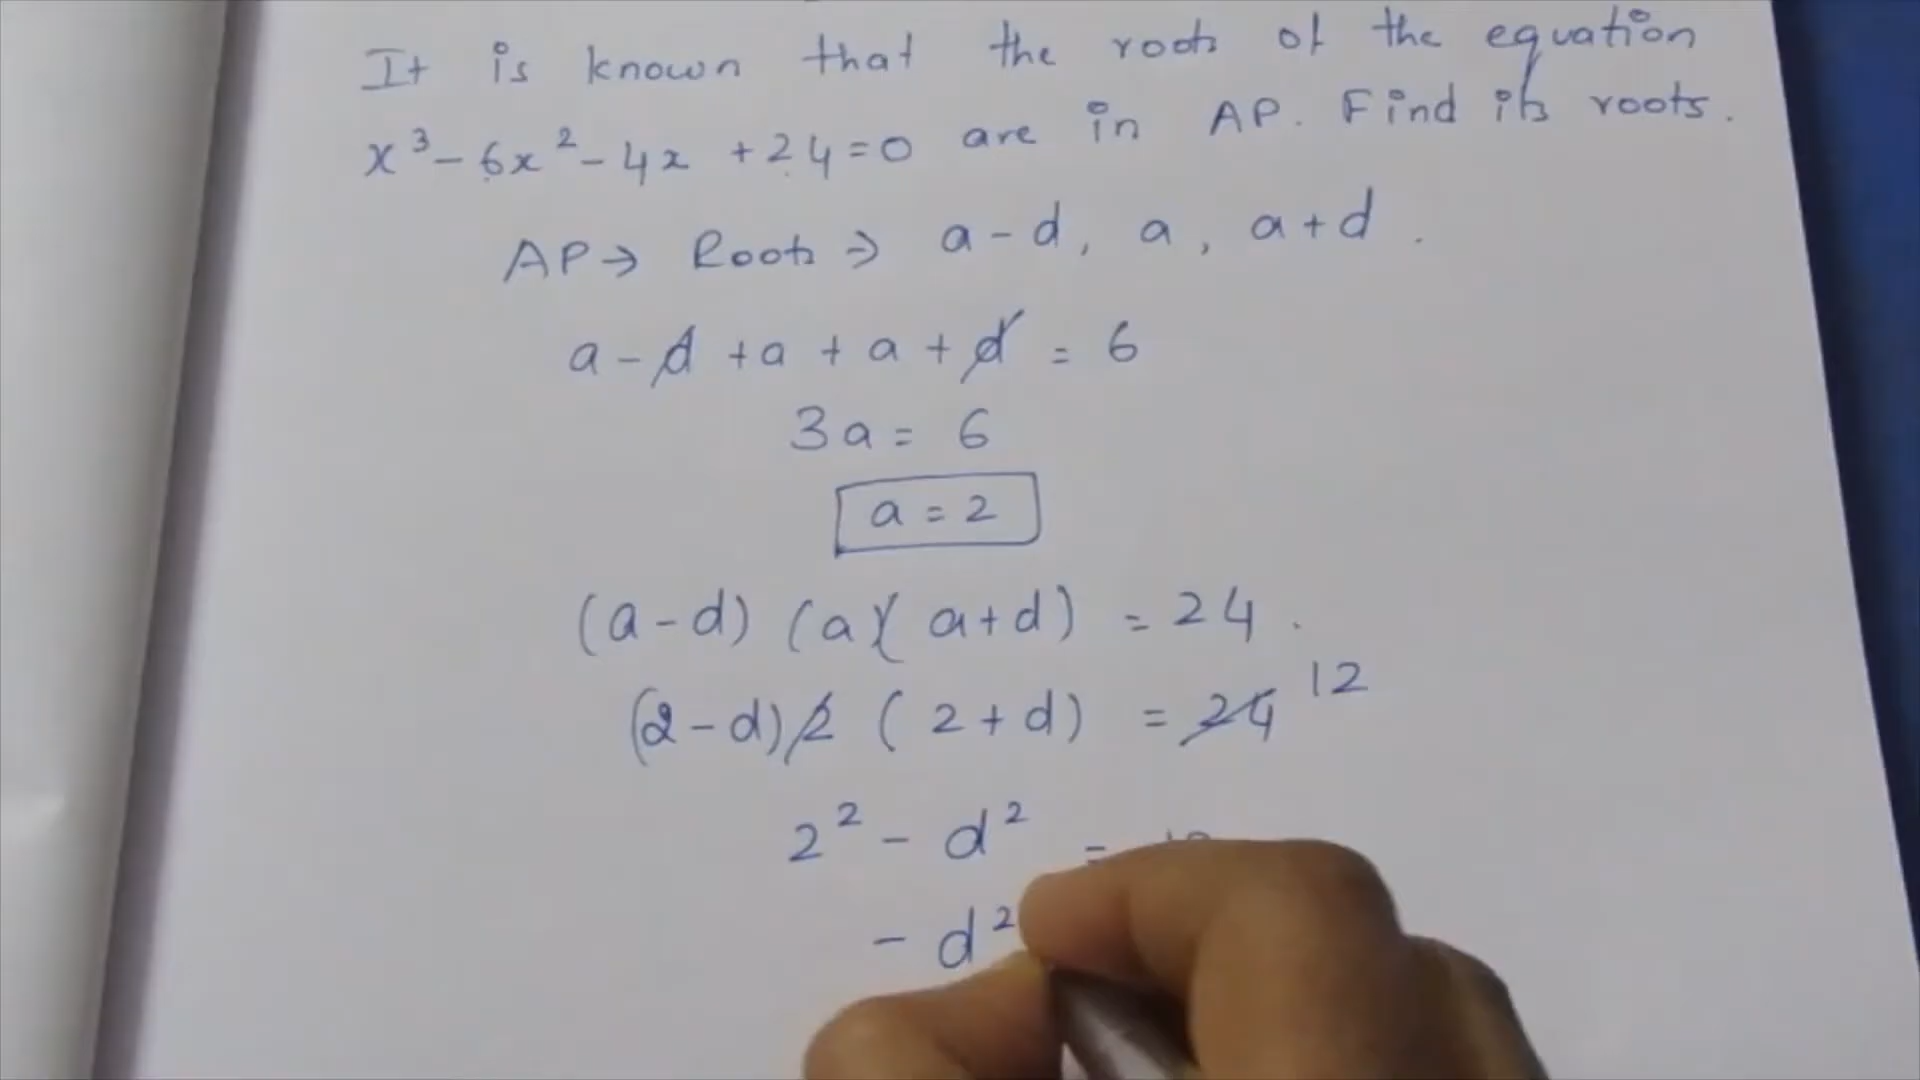 It is known that the roots of the equation
x³ - 6x² - 4x + 24 = 0 are in AP. Find its roots.
AP → Roots ⇒ a - d, a, a + d.
a - d + a + a + d = 6
3a = 6
a = 2
(a - d) (a)( a + d) = 24.
(2 - d) 2 ( 2 + d) = 24 12
2² - d² =
- d²